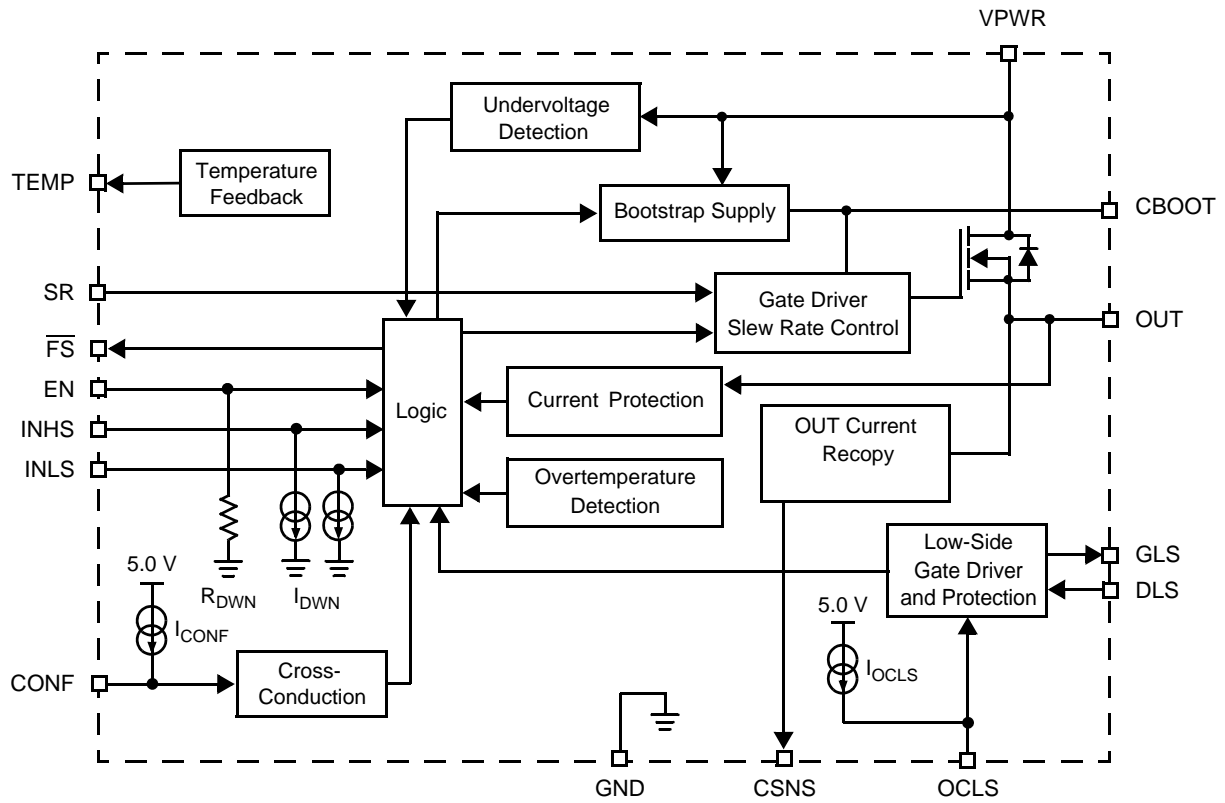 VPWR
Undervoltage
Detection
TEMP
Temperature
Feedback
Bootstrap Supply
CBOOT
SR
Gate Driver
Slew Rate Control
FS
OUT
EN
Logic
Current Protection
INHS
OUT Current
Recopy
INLS
Overtemperature
Detection
5.0 V
RDWN
IDWN
Low-Side
Gate Driver
and Protection
GLS
DLS
5.0 V
ICONF
IOCLS
CONF
Cross-
Conduction
GND
CSNS
OCLS